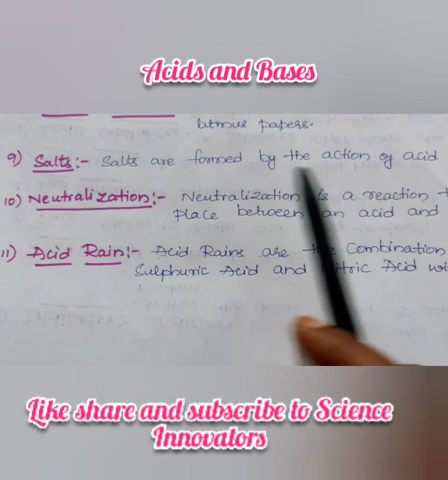 Acids and Bases
litmus papers.
9) Salts:- Salts are formed by the action of acid
10) Neutralization:- Neutralization is a reaction
place between an acid and
11) Acid Rain:- Acid Rains are the Combination
Sulphuric Acid and Nitric Acid
Like share and subscribe to Science
Innovators